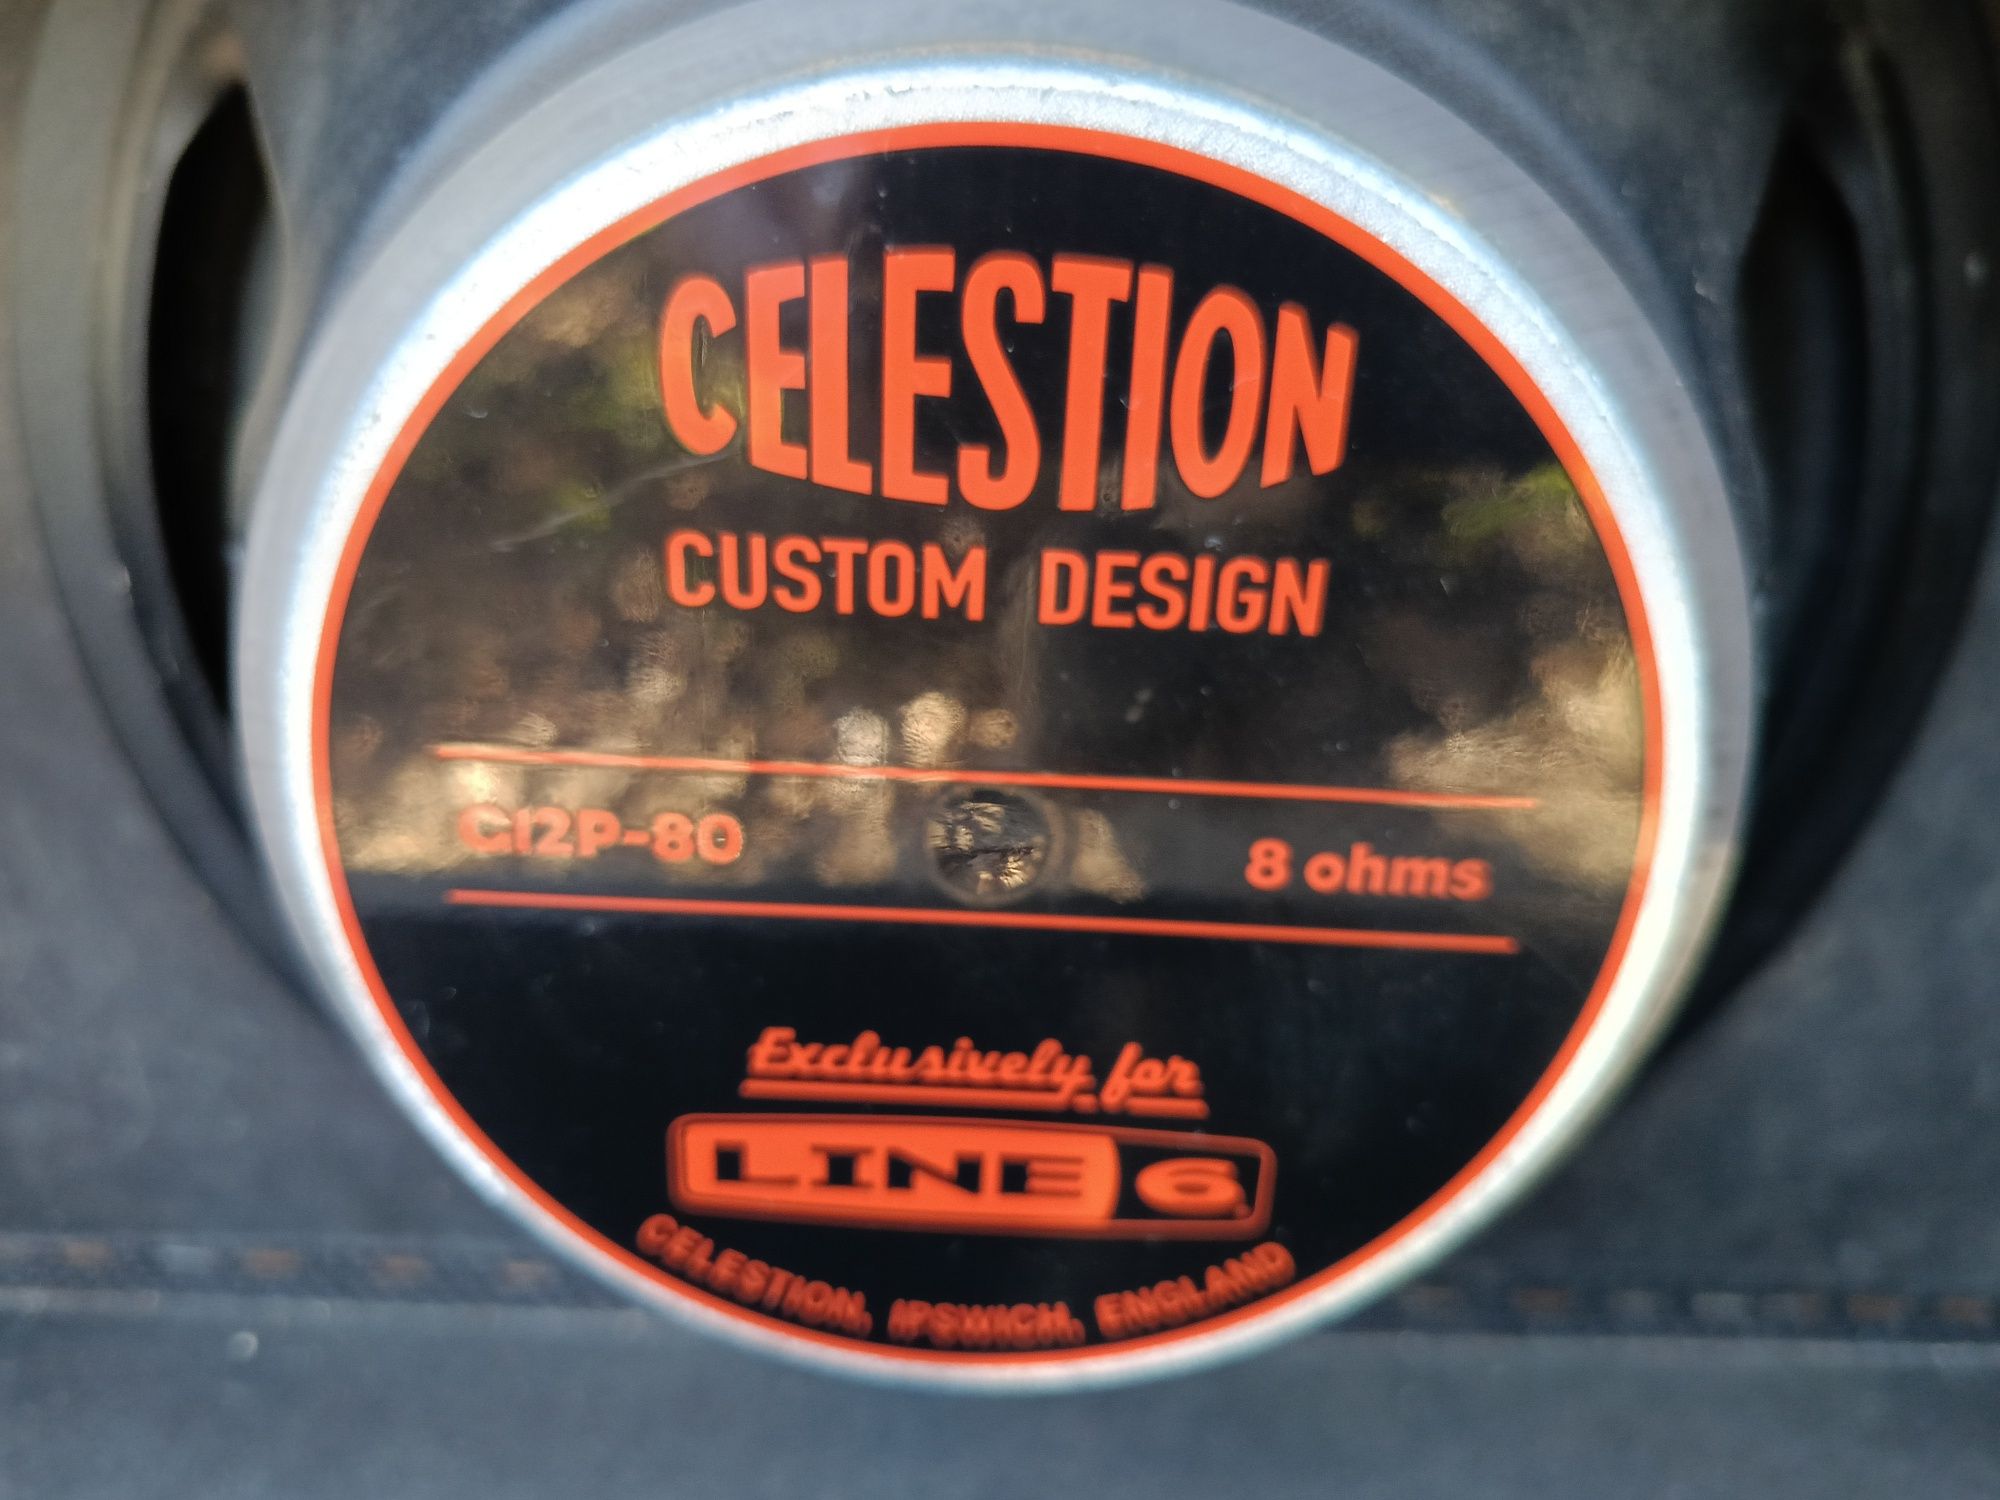 CELESTION
CUSTOM DESIGN
G12P-80 8 ohms
Exclusively for
LINE 6
CELESTION, IPSWICH, ENGLAND